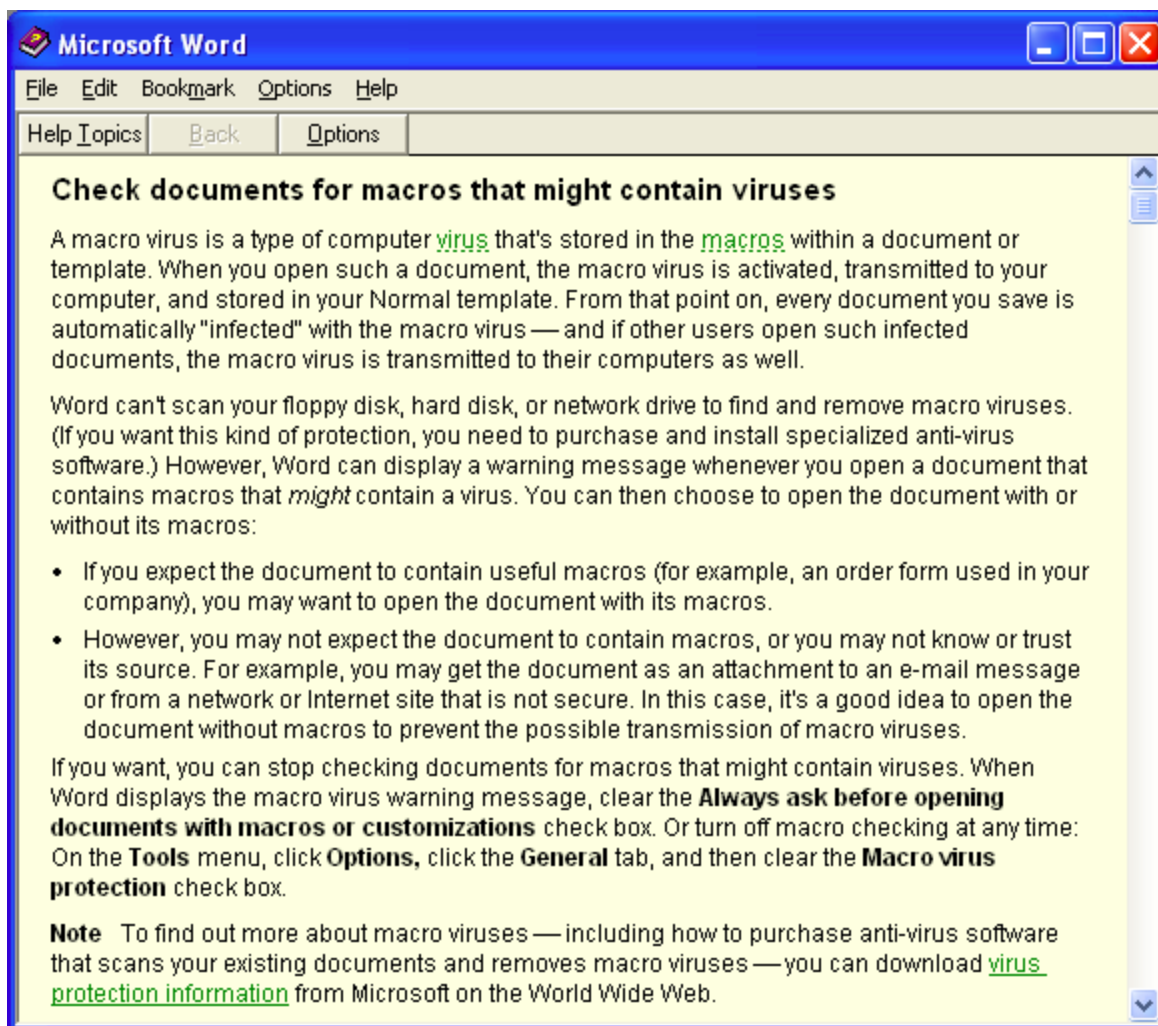 Microsoft Word
File Edit Bookmark Options Help
Help Topics Back Options
Check documents for macros that might contain viruses
A macro virus is a type of computer virus that's stored in the macros within a document or
template. When you open such a document, the macro virus is activated, transmitted to your
computer, and stored in your Normal template. From that point on, every document you save is
automatically "infected" with the macro virus — and if other users open such infected
documents, the macro virus is transmitted to their computers as well.
Word can't scan your floppy disk, hard disk, or network drive to find and remove macro viruses.
(If you want this kind of protection, you need to purchase and install specialized anti-virus
software.) However, Word can display a warning message whenever you open a document that
contains macros that might contain a virus. You can then choose to open the document with or
without its macros:
• If you expect the document to contain useful macros (for example, an order form used in your
company), you may want to open the document with its macros.
• However, you may not expect the document to contain macros, or you may not know or trust
its source. For example, you may get the document as an attachment to an e-mail message
or from a network or Internet site that is not secure. In this case, it's a good idea to open the
document without macros to prevent the possible transmission of macro viruses.
If you want, you can stop checking documents for macros that might contain viruses. When
Word displays the macro virus warning message, clear the Always ask before opening
documents with macros or customizations check box. Or turn off macro checking at any time:
On the Tools menu, click Options, click the General tab, and then clear the Macro virus
protection check box.
Note To find out more about macro viruses — including how to purchase anti-virus software
that scans your existing documents and removes macro viruses — you can download virus
protection information from Microsoft on the World Wide Web.